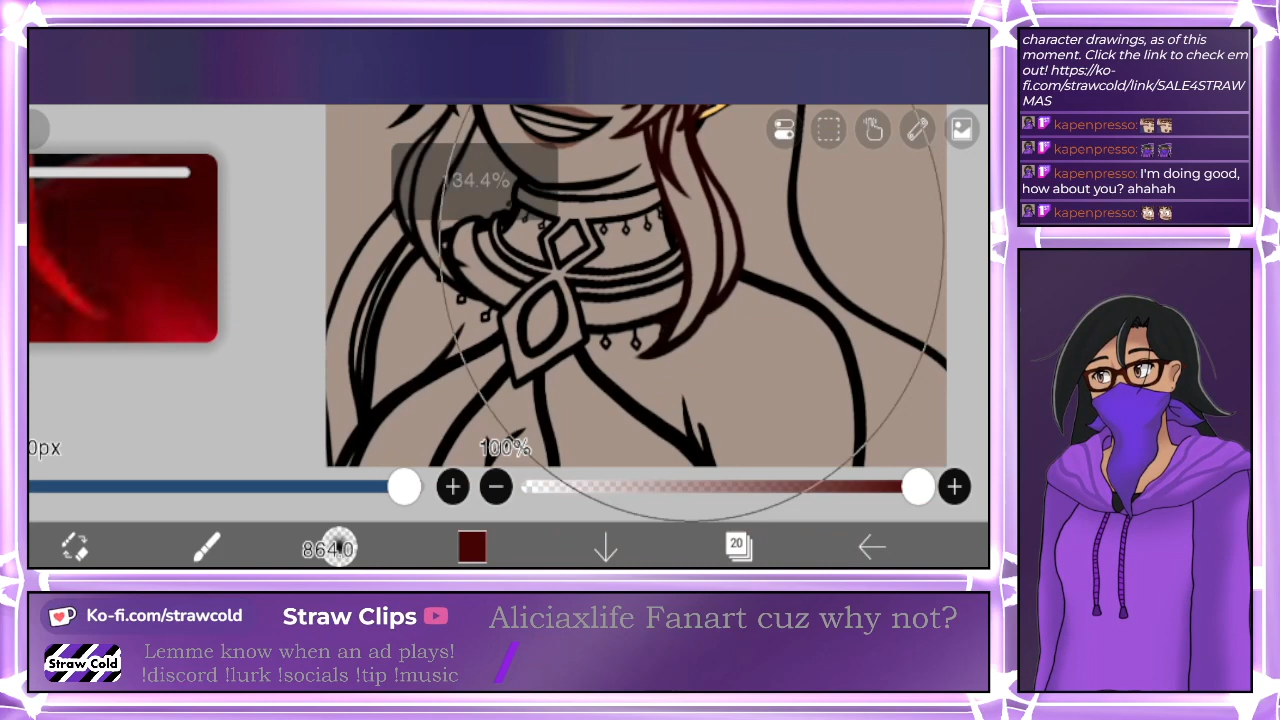 character drawings, as of this
moment. Click the link to check em
out! https://ko-
fi.com/strawcold/link/SALE4STRAW
MAS
kapenpresso:
kapenpresso:
kapenpresso: I'm doing good,
how about you? ahahah
kapenpresso:
134.4%
0px
100%
864.0
20
Ko-fi.com/strawcold
Straw Clips
Aliciaxlife Fanart cuz why not?
Straw Cold
Lemme know when an ad plays!
!discord !lurk !socials !tip !music